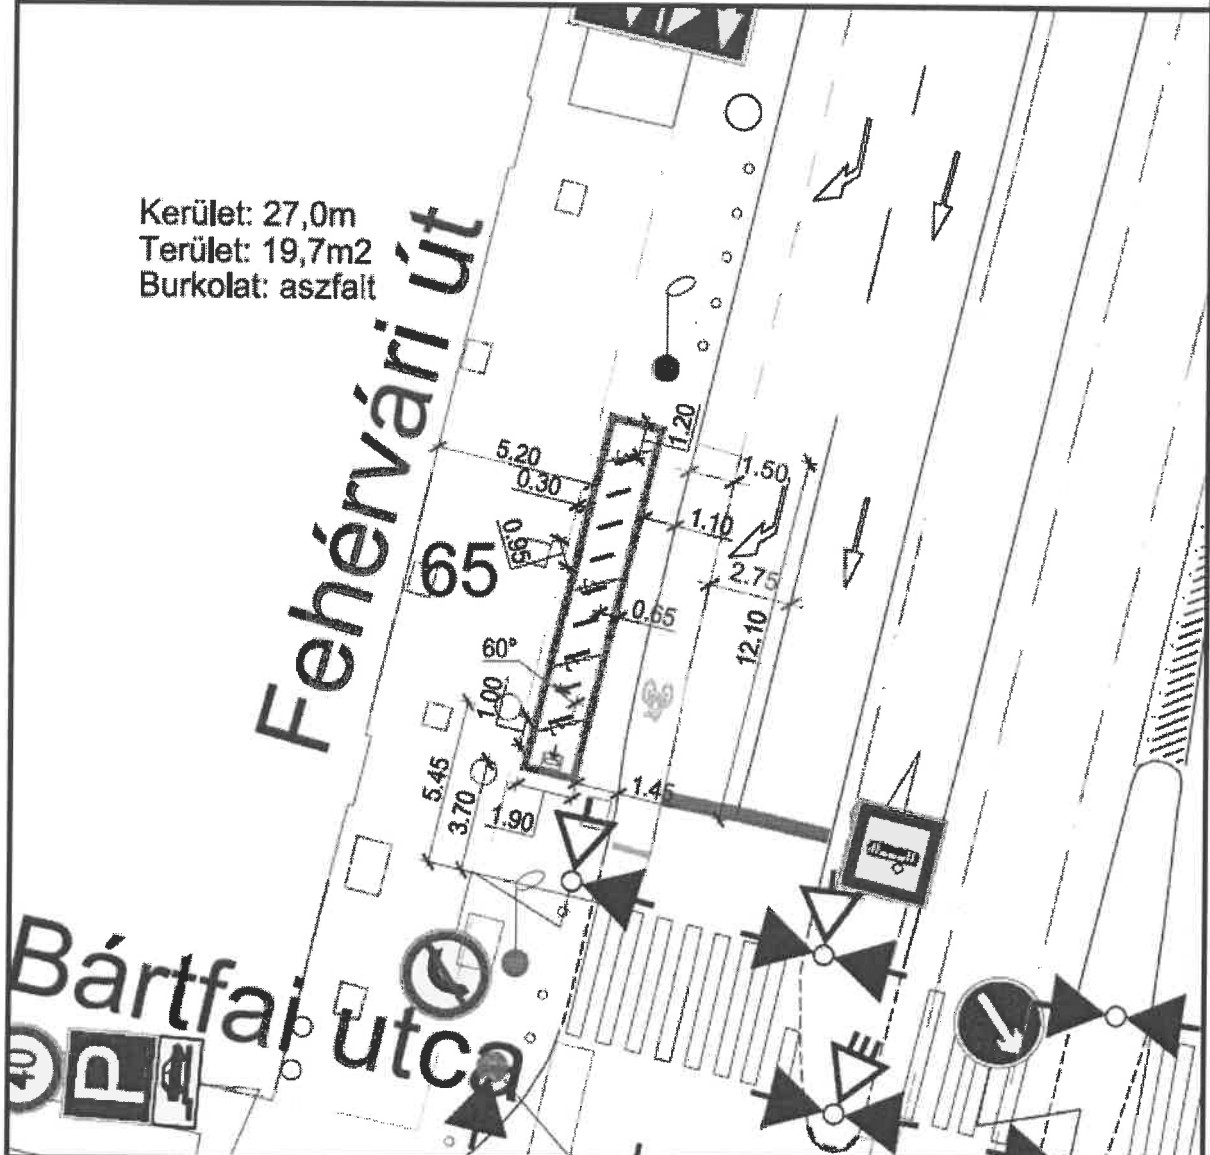 Kerület: 27,0m
Terület: 19,7m2
Burkolat: aszfalt
Fehérvári út
65
5.20
0.30
0.95
1.20
1.50
1.10
2.75
0.65
12.10
60°
1.00
5.45
3.70
1.90
1.45
Bártfai utca
40
P